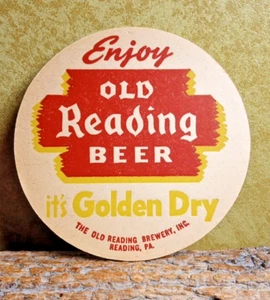 Enjoy
OLD
Reading
BEER
it's Golden Dry
THE OLD READING BREWERY, INC.
READING, PA.